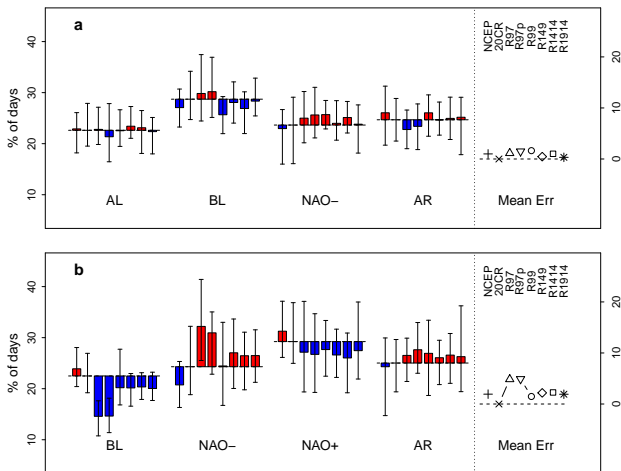 a
% of days
10
20
30
40
AL
BL
NAO−
AR
Mean Err
NCEP
20CR
R97
R97p
R99
R149
R1414
R1914
0
10
20
b
% of days
10
20
30
40
BL
NAO−
NAO+
AR
Mean Err
NCEP
20CR
R97
R97p
R99
R149
R1414
R1914
0
10
20